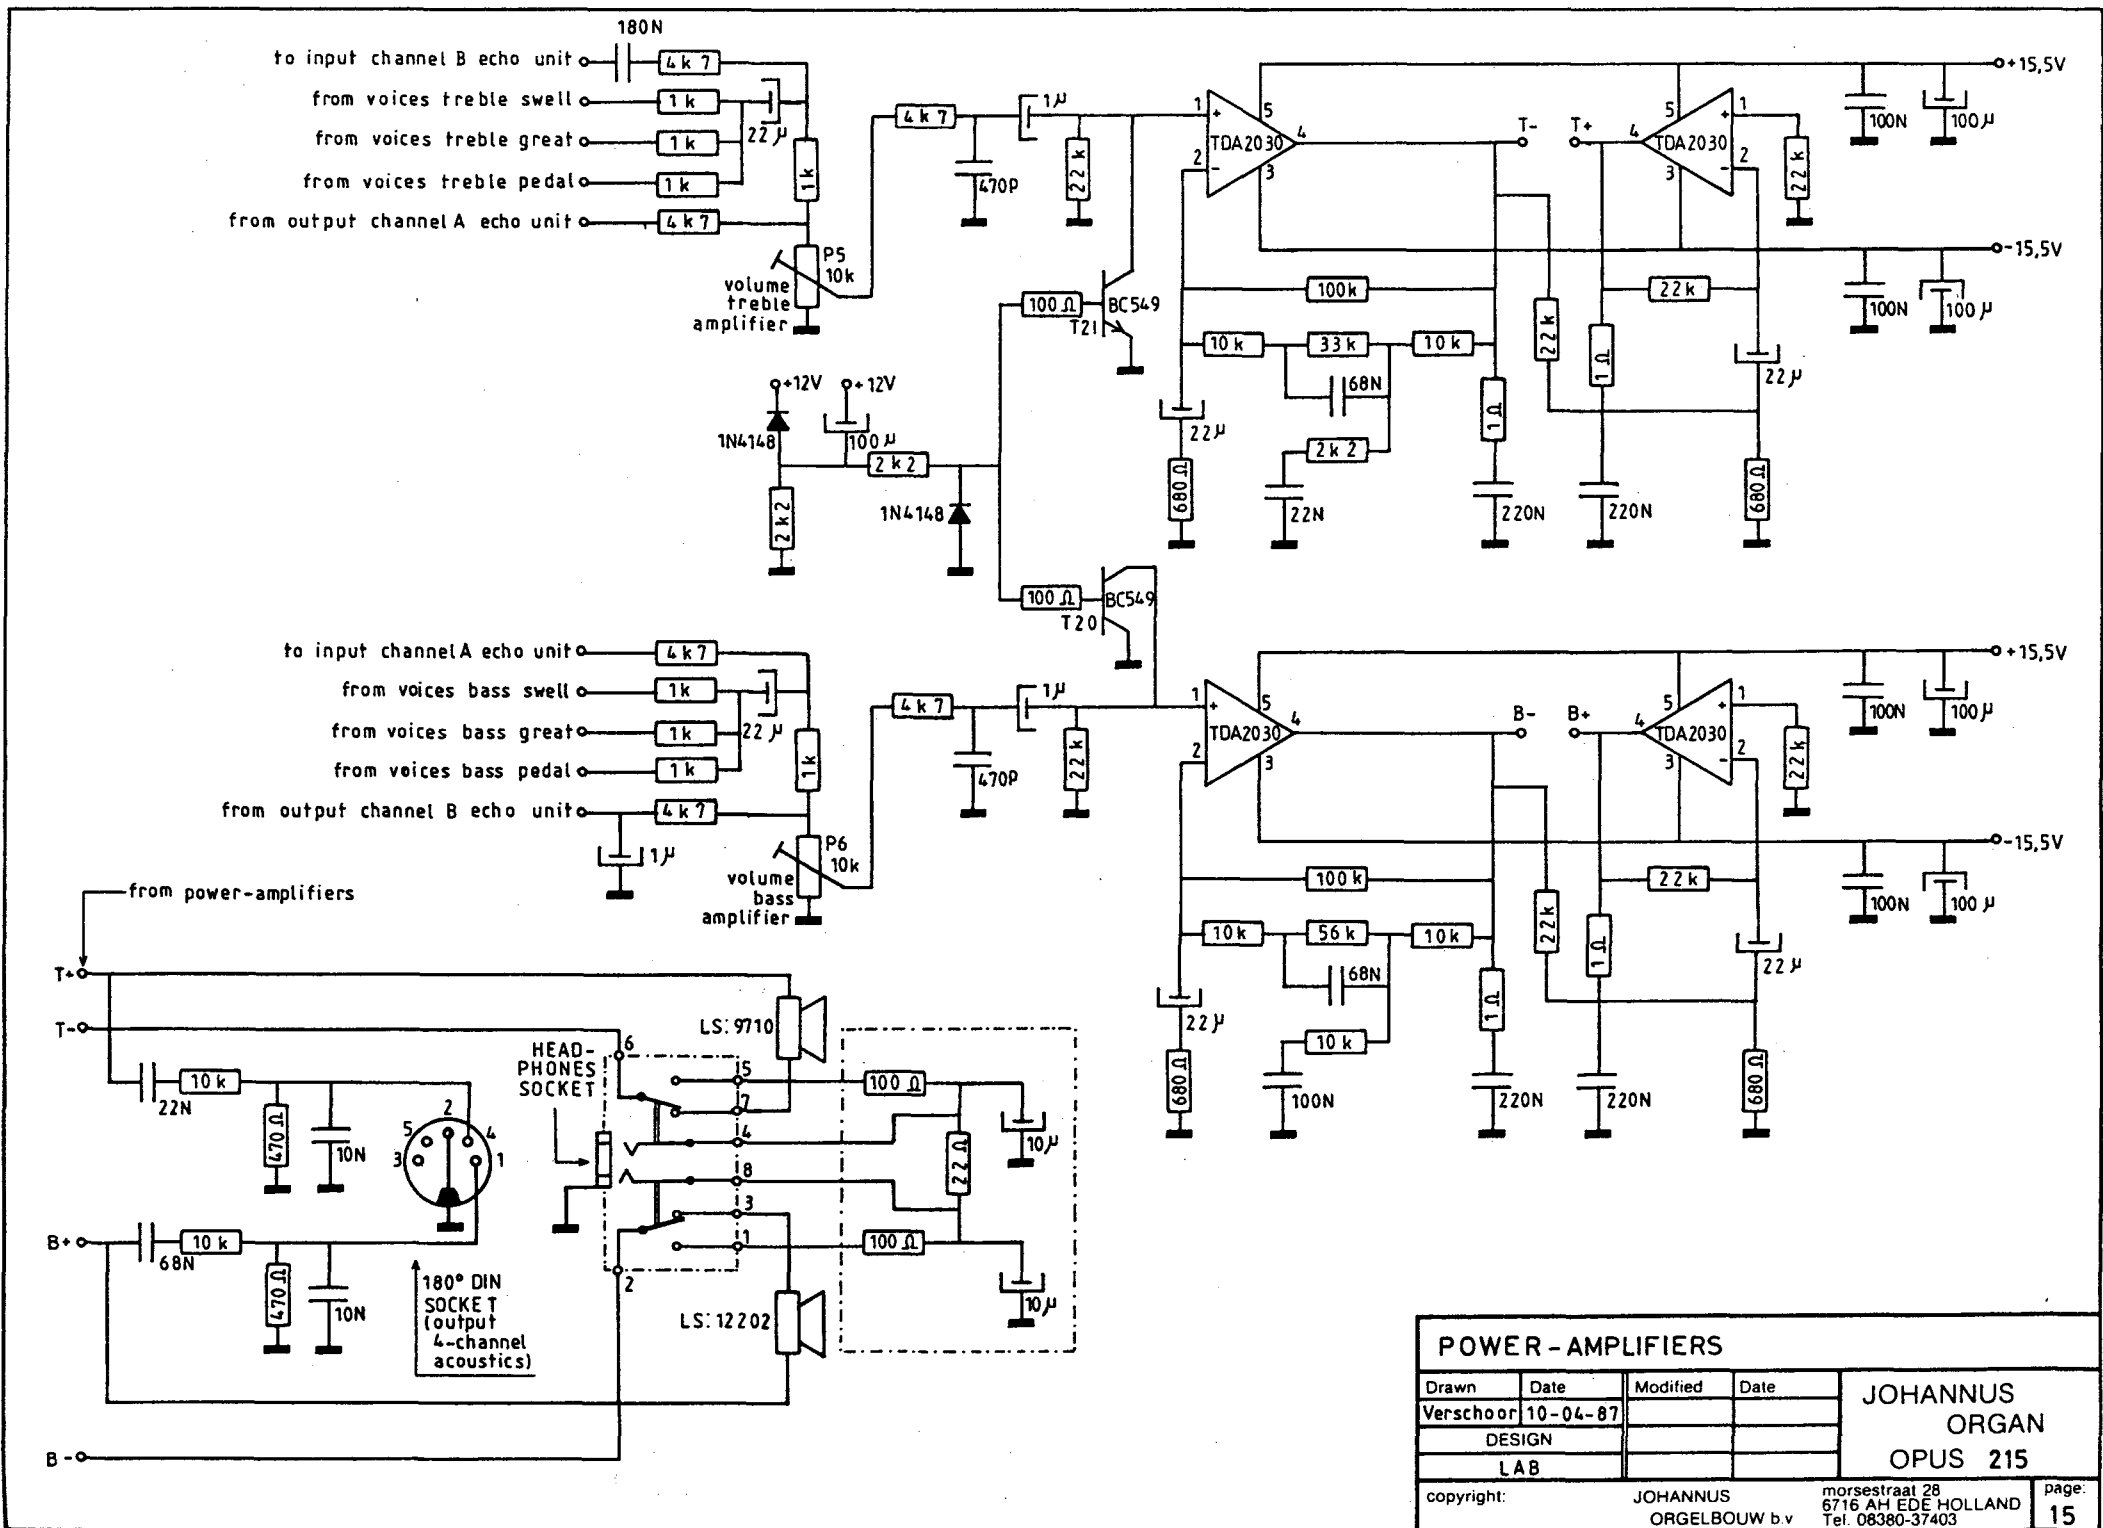 180N
to input channel B echo unit
4k7
from voices treble swell
1k
22µ
from voices treble great
1k
from voices treble pedal
1k
1k
from output channel A echo unit
4k7
P5
10k
volume
treble
amplifier
4k7
470P
1µ
22k
1
2
+
-
5
TDA2030
4
3
T-
T+
4
5
TDA2030
3
1
+
2
-
22k
+15,5V
100N
100µ
-15,5V
100N
100µ
100Ω
BC549
T21
100k
10k
33k
10k
68N
2k2
22N
22µ
680Ω
1Ω
220N
22k
22k
1Ω
220N
22µ
680Ω
+12V
+12V
1N4148
100µ
2k2
2k2
1N4148
100Ω
BC549
T20
to input channel A echo unit
4k7
from voices bass swell
1k
22µ
from voices bass great
1k
from voices bass pedal
1k
1k
from output channel B echo unit
4k7
1µ
P6
10k
volume
bass
amplifier
4k7
470P
1µ
22k
1
2
+
-
5
TDA2030
4
3
B-
B+
4
5
TDA2030
3
1
+
2
-
22k
+15,5V
100N
100µ
-15,5V
100N
100µ
100k
10k
56k
10k
68N
10k
100N
22µ
680Ω
1Ω
220N
22k
22k
1Ω
220N
22µ
680Ω
from power-amplifiers
T+
T-
22N
10k
470Ω
10N
2
5
4
3
1
B+
68N
10k
470Ω
10N
180° DIN
SOCKET
(output
4-channel
acoustics)
B-
HEAD-
PHONES
SOCKET
6
5
7
4
8
3
1
2
LS:9710
LS:12202
100Ω
22Ω
100Ω
10µ
10µ
POWER-AMPLIFIERS
Drawn Date Modified Date
Verschoor 10-04-87
DESIGN
LAB
JOHANNUS
ORGAN
OPUS 215
copyright:
JOHANNUS
ORGELBOUW b.v
morsestraat 28
6716 AH EDE HOLLAND
Tel. 08380-37403
page:
15